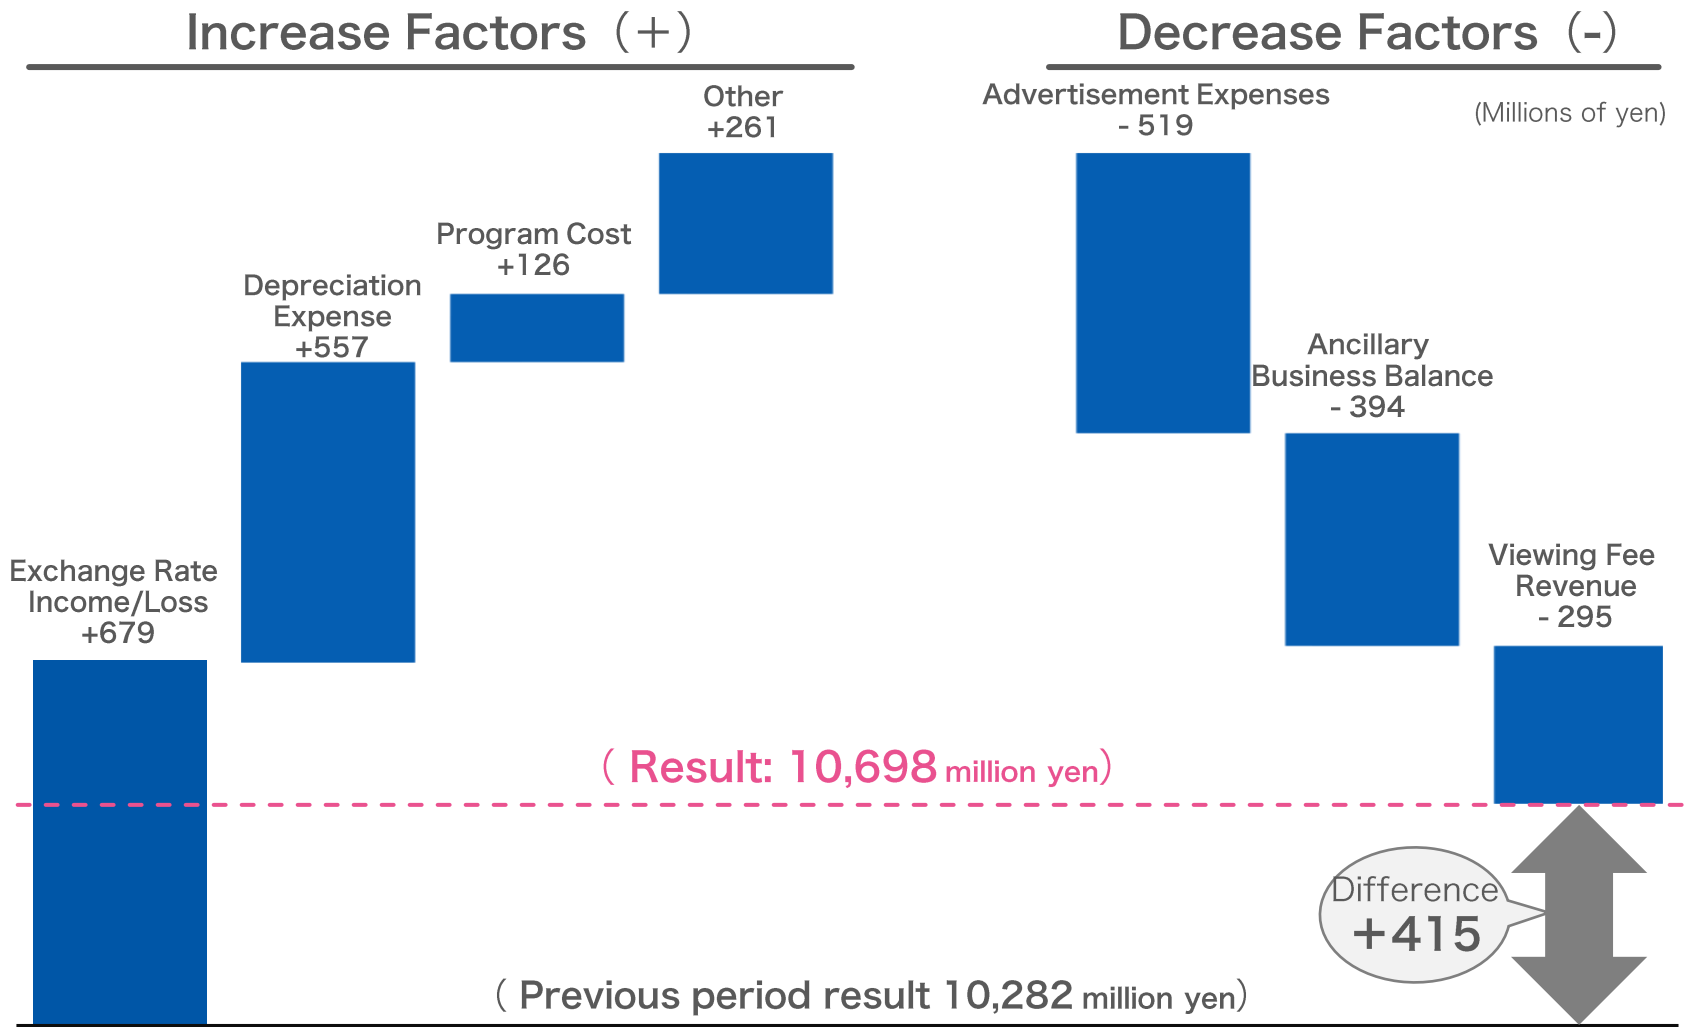 Increase Factors（＋）
Decrease Factors（-）
(Millions of yen)
Exchange Rate
Income/Loss
+679
Depreciation
Expense
+557
Program Cost
+126
Other
+261
Advertisement Expenses
- 519
Ancillary
Business Balance
- 394
Viewing Fee
Revenue
- 295
（ Result: 10,698 million yen）
Difference
+415
（ Previous period result 10,282 million yen）